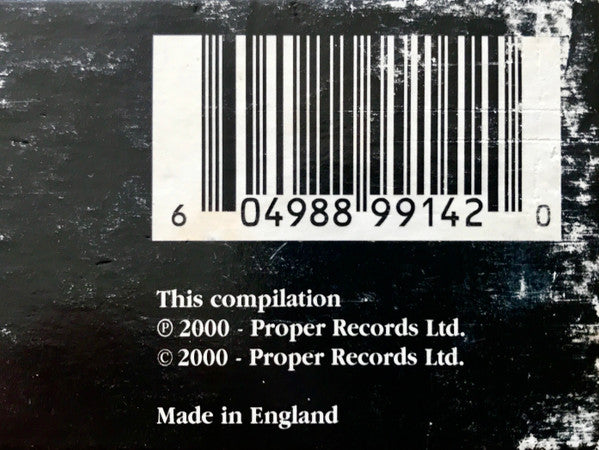 6 04988 99142 0
This compilation
℗ 2000 - Proper Records Ltd.
© 2000 - Proper Records Ltd.
Made in England